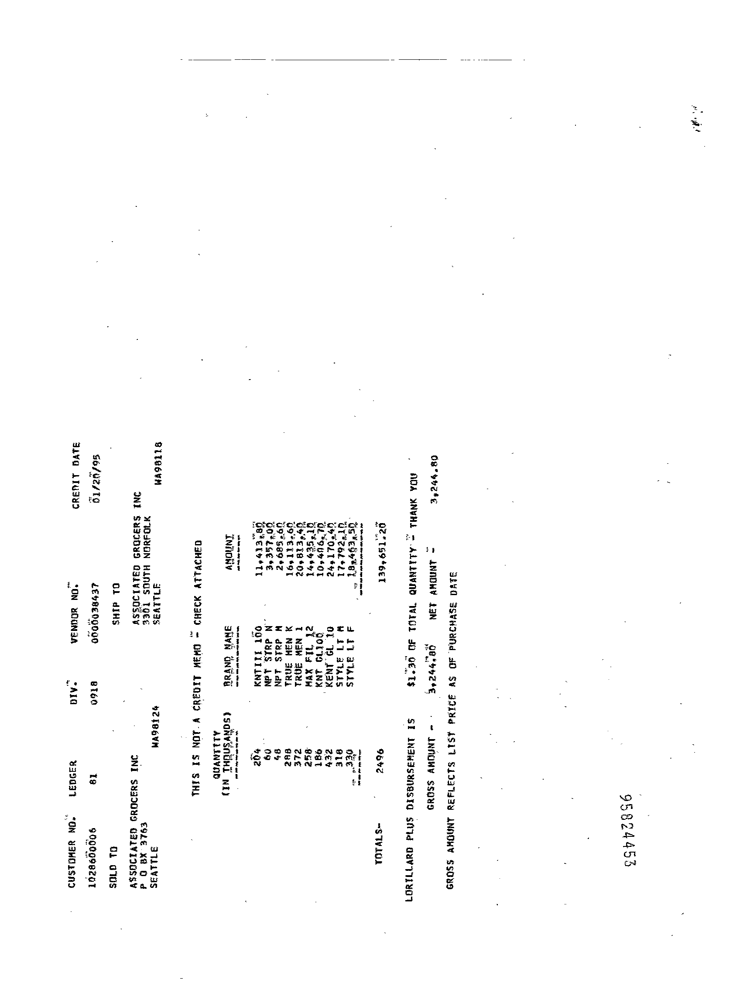 CUSTOMER NO. LEDGER DIV. VENDOR NO. CREDIT DATE
1028600006 81 0918 0000038437 01/20/95
SOLD TO SHIP TO
ASSOCIATED GROCERS INC ASSOCIATED GROCERS INC
P O BX 3763 3301 SOUTH NORFOLK
SEATTLE WA98124 SEATTLE WA98118
THIS IS NOT A CREDIT MEMO - CHECK ATTACHED
QUANTITY
(IN THOUSANDS) BRAND NAME AMOUNT
204 KNTIII 100 11,413.80
60 NPT STRP N 3,357.00
48 NPT STRP M 2,685.60
288 TRUE MEN K 16,113.60
372 TRUE MEN 1 20,813.40
258 MAX FIL 12 14,435.10
186 KNT GL100 10,406.70
432 KENT GL 10 24,170.40
318 STYLE LT M 17,792.10
330 STYLE LT F 18,463.50
TOTALS- 2496 139,651.20
LORILLARD PLUS DISBURSEMENT IS $1.30 OF TOTAL QUANTITY - THANK YOU
GROSS AMOUNT - 3,244.80 NET AMOUNT - 3,244.80
GROSS AMOUNT REFLECTS LIST PRICE AS OF PURCHASE DATE
95824453